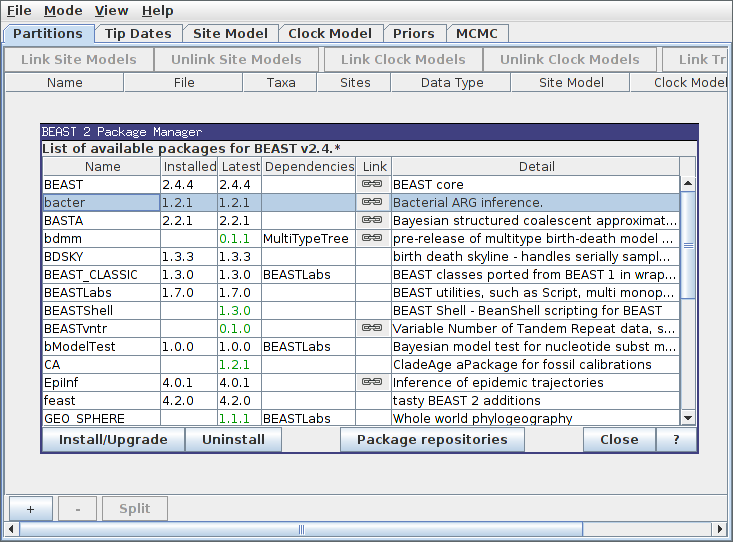 File Mode View Help
Partitions Tip Dates Site Model Clock Model Priors MCMC
Link Site Models Unlink Site Models Link Clock Models Unlink Clock Models Link Tr
Name File Taxa Sites Data Type Site Model Clock Model
BEAST 2 Package Manager
List of available packages for BEAST v2.4.*
Name Installed Latest Dependencies Link Detail
BEAST 2.4.4 2.4.4 BEAST core
bacter 1.2.1 1.2.1 Bacterial ARG inference.
BASTA 2.2.1 2.2.1 Bayesian structured coalescent approximat...
bdmm 0.1.1 MultiTypeTree pre-release of multitype birth-death model ...
BDSKY 1.3.3 1.3.3 birth death skyline - handles serially sampl...
BEAST_CLASSIC 1.3.0 1.3.0 BEASTLabs BEAST classes ported from BEAST 1 in wrap...
BEASTLabs 1.7.0 1.7.0 BEAST utilities, such as Script, multi monop...
BEASTShell 1.3.0 BEAST Shell - BeanShell scripting for BEAST
BEASTvntr 0.1.0 Variable Number of Tandem Repeat data, s...
bModelTest 1.0.0 1.0.0 BEASTLabs Bayesian model test for nucleotide subst m...
CA 1.2.1 CladeAge aPackage for fossil calibrations
EpiInf 4.0.1 4.0.1 Inference of epidemic trajectories
feast 4.2.0 4.2.0 tasty BEAST 2 additions
GEO_SPHERE 1.1.1 BEASTLabs Whole world phylogeography
Install/Upgrade Uninstall Package repositories Close ?
+ - Split